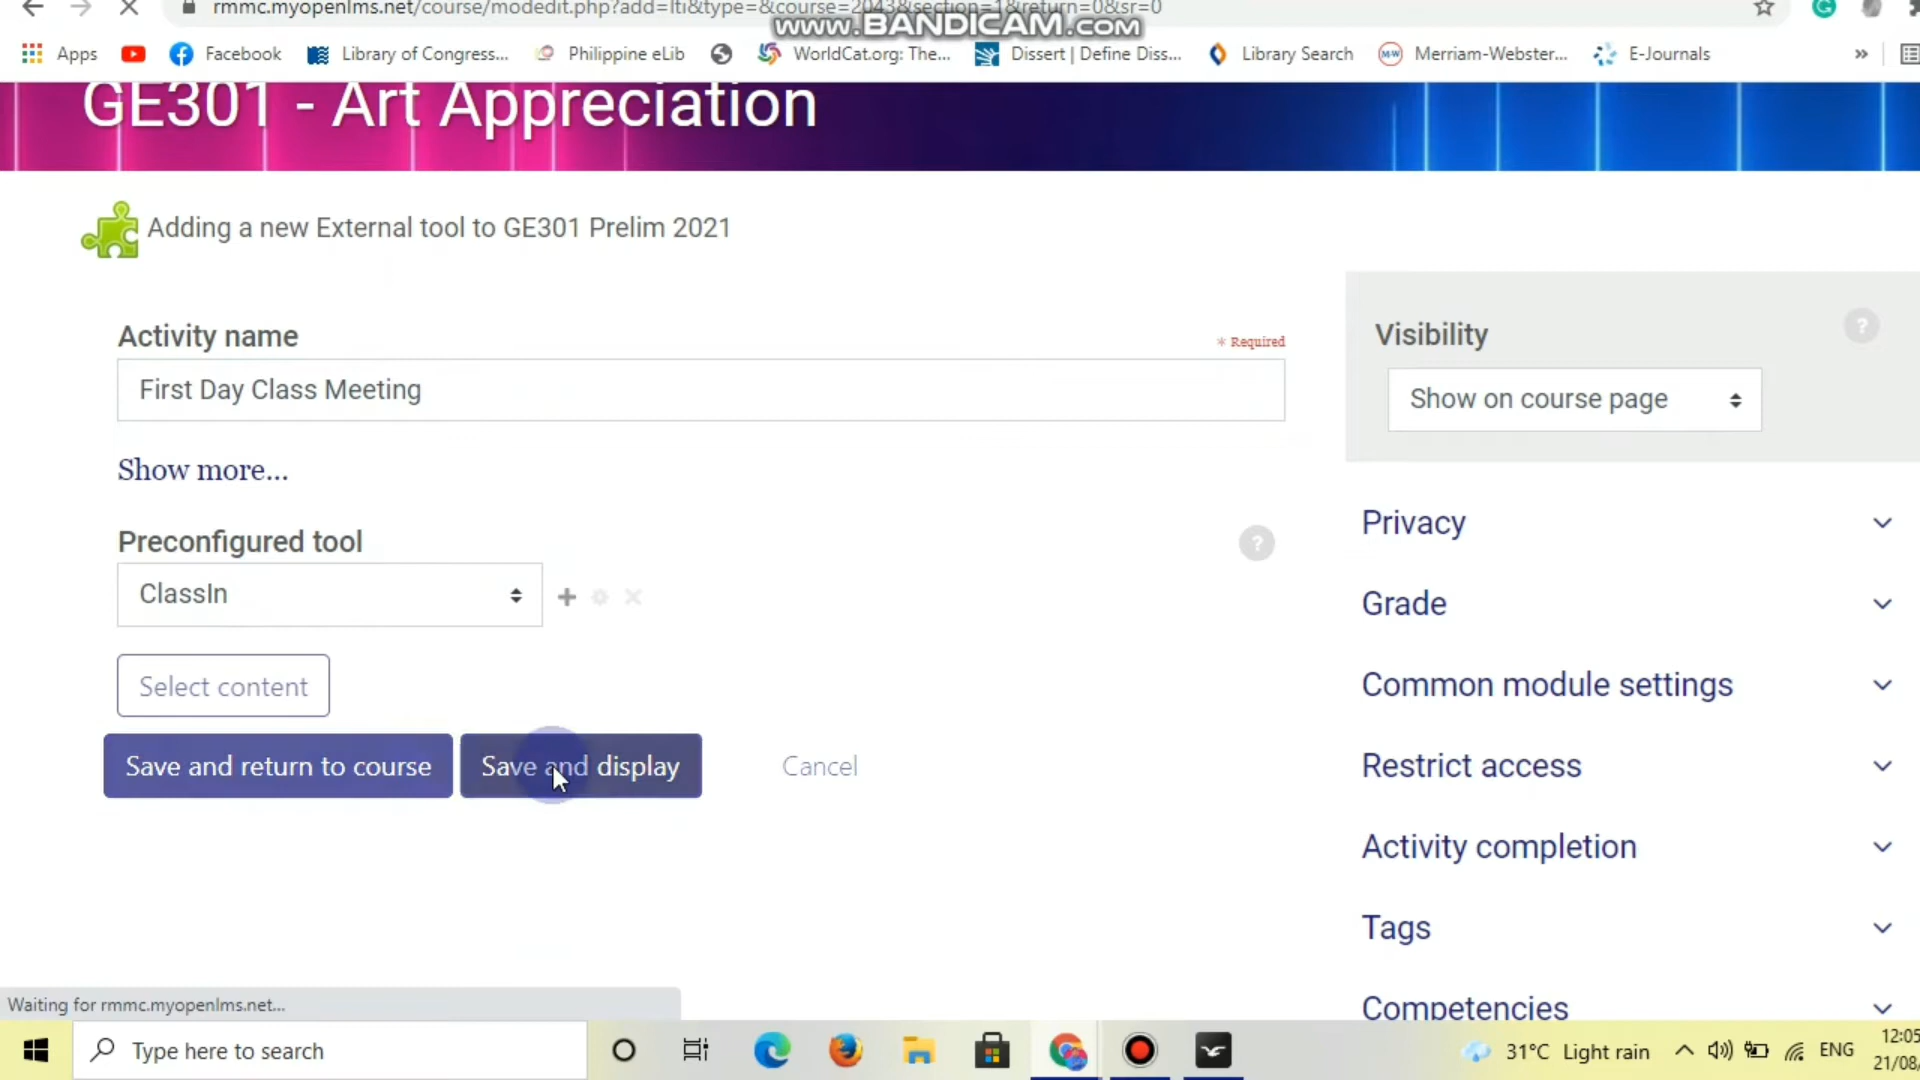 rmmc.myopenlms.net/course/modedit.php?add=lti&type=&course=2043&section=1&return=0&sr=0
www.BANDICAM.com
Apps
Facebook
Library of Congress...
Philippine eLib
WorldCat.org: The...
Dissert | Define Diss...
Library Search
Merriam-Webster...
E-Journals
»
GE301 - Art Appreciation
Adding a new External tool to GE301 Prelim 2021
Activity name
* Required
First Day Class Meeting
Show more...
Preconfigured tool
ClassIn
Select content
Save and return to course
Save and display
Cancel
Visibility
Show on course page
Privacy
Grade
Common module settings
Restrict access
Activity completion
Tags
Competencies
Waiting for rmmc.myopenlms.net...
Type here to search
31°C Light rain
ENG
12:05
21/08/